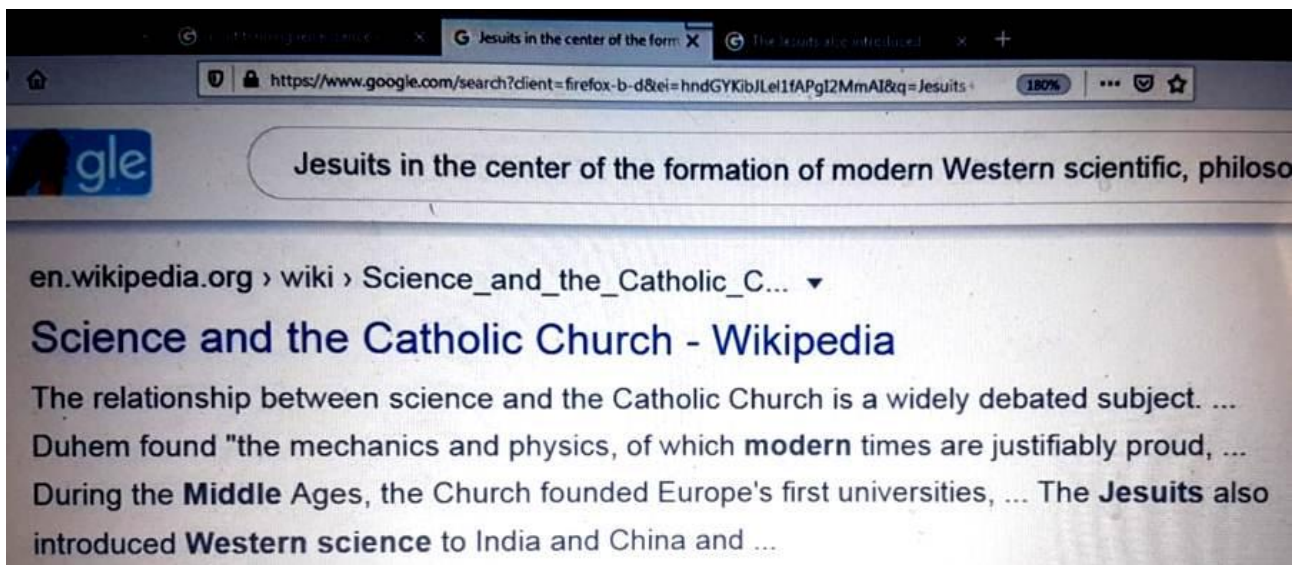 G Jesuits in the center of the form X
G The Jesuits also introduced × +
https://www.google.com/search?client=firefox-b-d&ei=hndGYKibJLel1fAPgI2MmAI&q=Jesuits 180% ...
gle
Jesuits in the center of the formation of modern Western scientific, philoso
en.wikipedia.org › wiki › Science_and_the_Catholic_C... ▾
Science and the Catholic Church - Wikipedia
The relationship between science and the Catholic Church is a widely debated subject. ...
Duhem found "the mechanics and physics, of which modern times are justifiably proud, ...
During the Middle Ages, the Church founded Europe's first universities, ... The Jesuits also
introduced Western science to India and China and ...